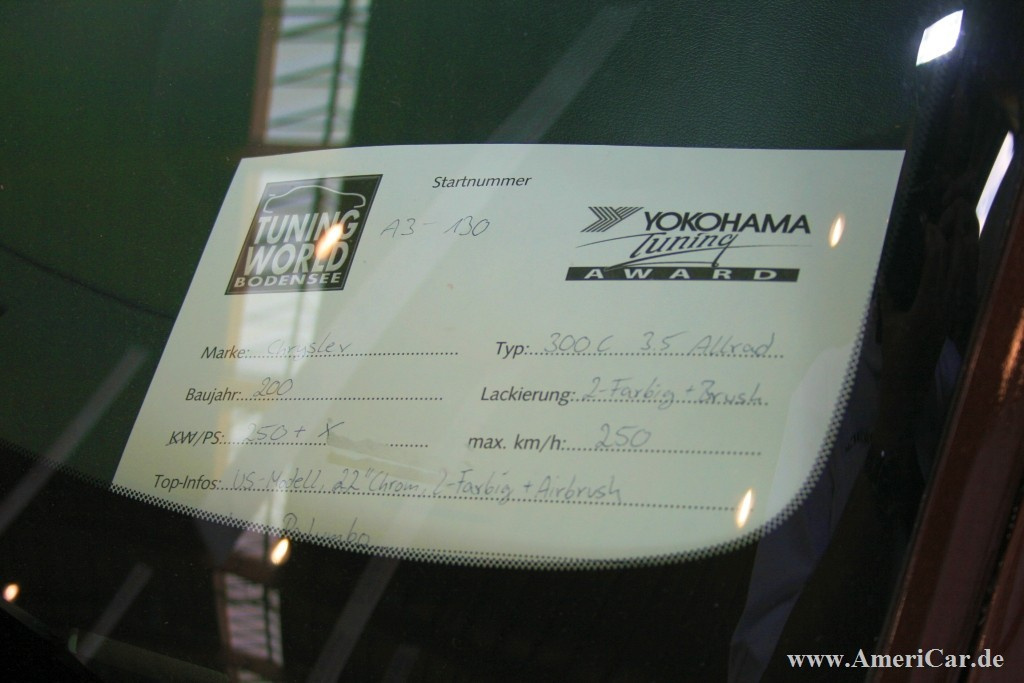 Startnummer
TUNING
WORLD
BODENSEE
A3-130
YOKOHAMA
Tuning
AWARD
Marke: Chrysler
Typ: 300 C 3.5 Allrad
Baujahr: 200
Lackierung: 2-Farbig + Brush
KW/PS: 250 + X
max. km/h: 250
Top-Infos: US-Modell, 22" Chrom, 2-Farbig + Airbrush
www.AmeriCar.de